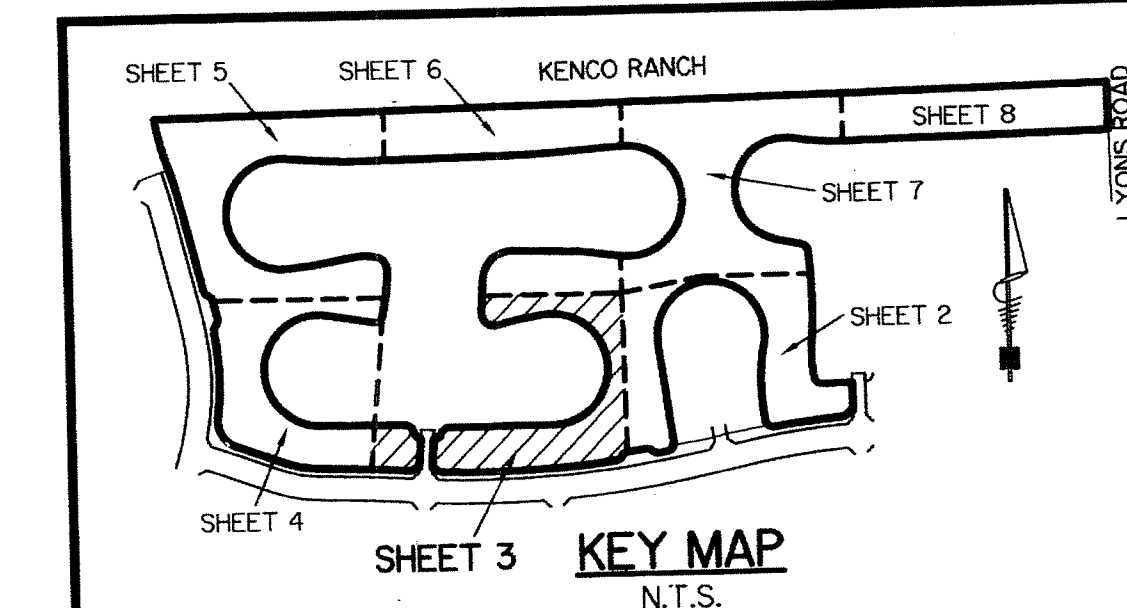 SHEET 5
SHEET 6
KENCO RANCH
SHEET 8
LYONS ROAD
SHEET 7
SHEET 2
SHEET 4
SHEET 3
KEY MAP
N.T.S.